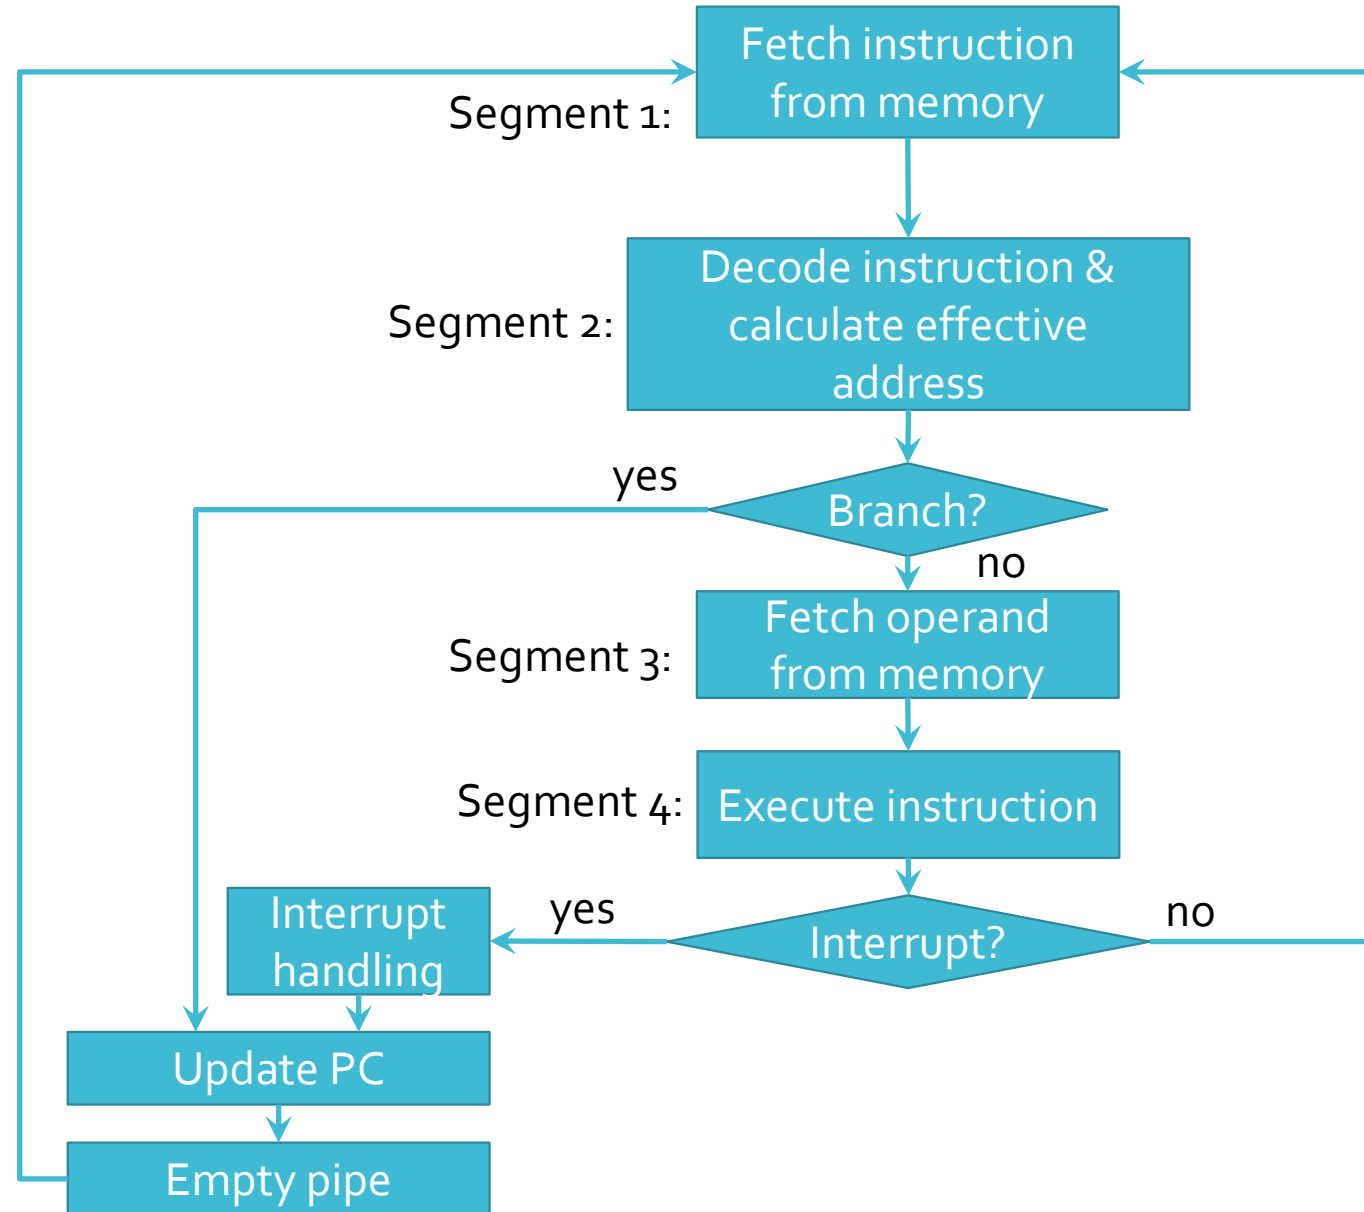 Fetch instruction
from memory
Segment 1:
Decode instruction &
calculate effective
address
Segment 2:
yes
Branch?
no
Fetch operand
from memory
Segment 3:
Segment 4:
Execute instruction
Interrupt
handling
yes
Interrupt?
no
Update PC
Empty pipe